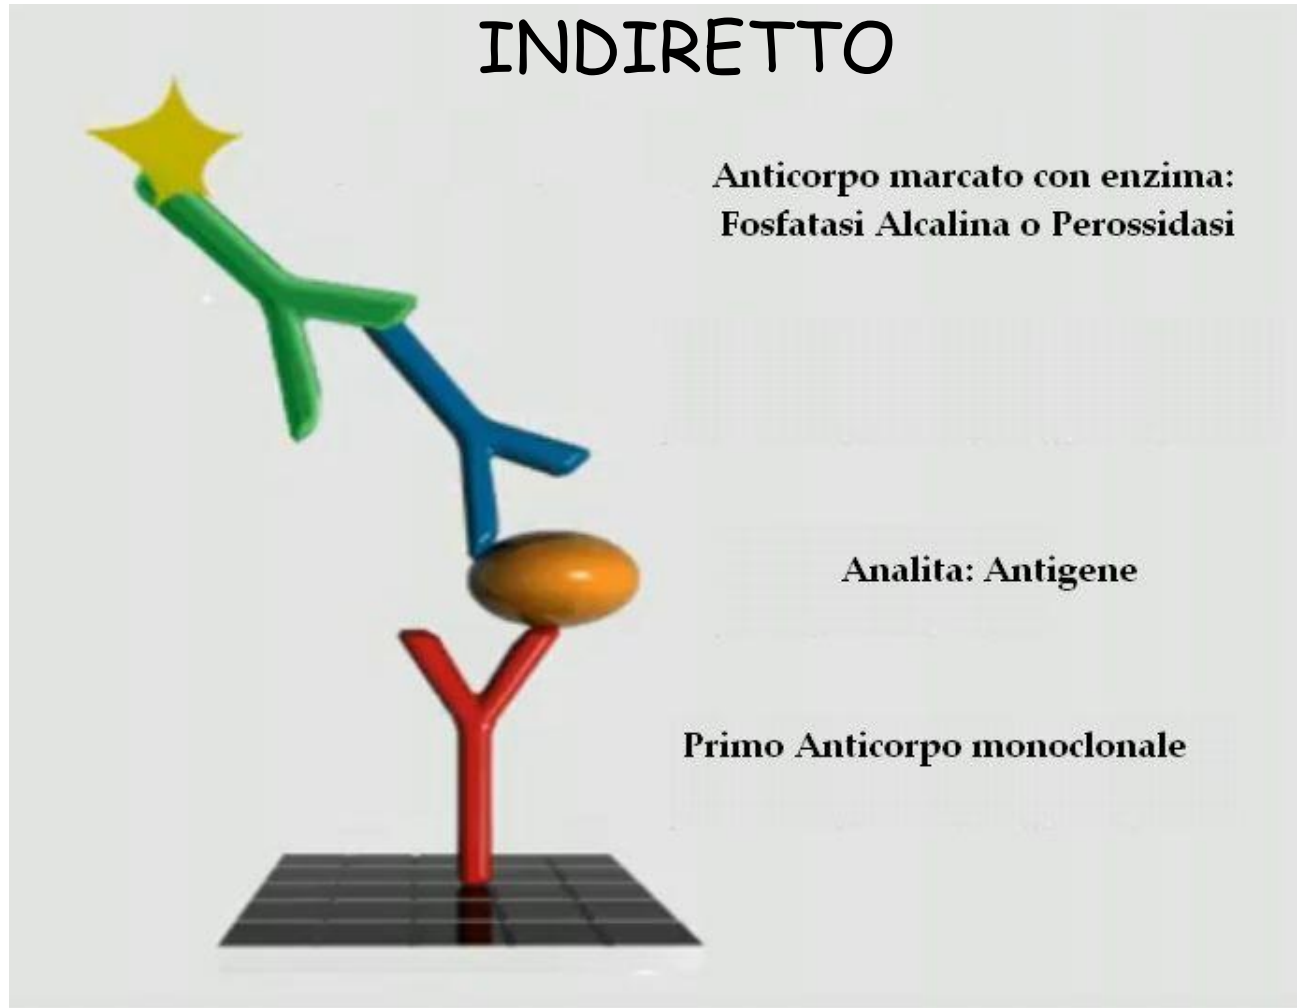 INDIRETTO
Anticorpo marcato con enzima:
Fosfatasi Alcalina o Perossidasi
Analita: Antigene
Primo Anticorpo monoclonale